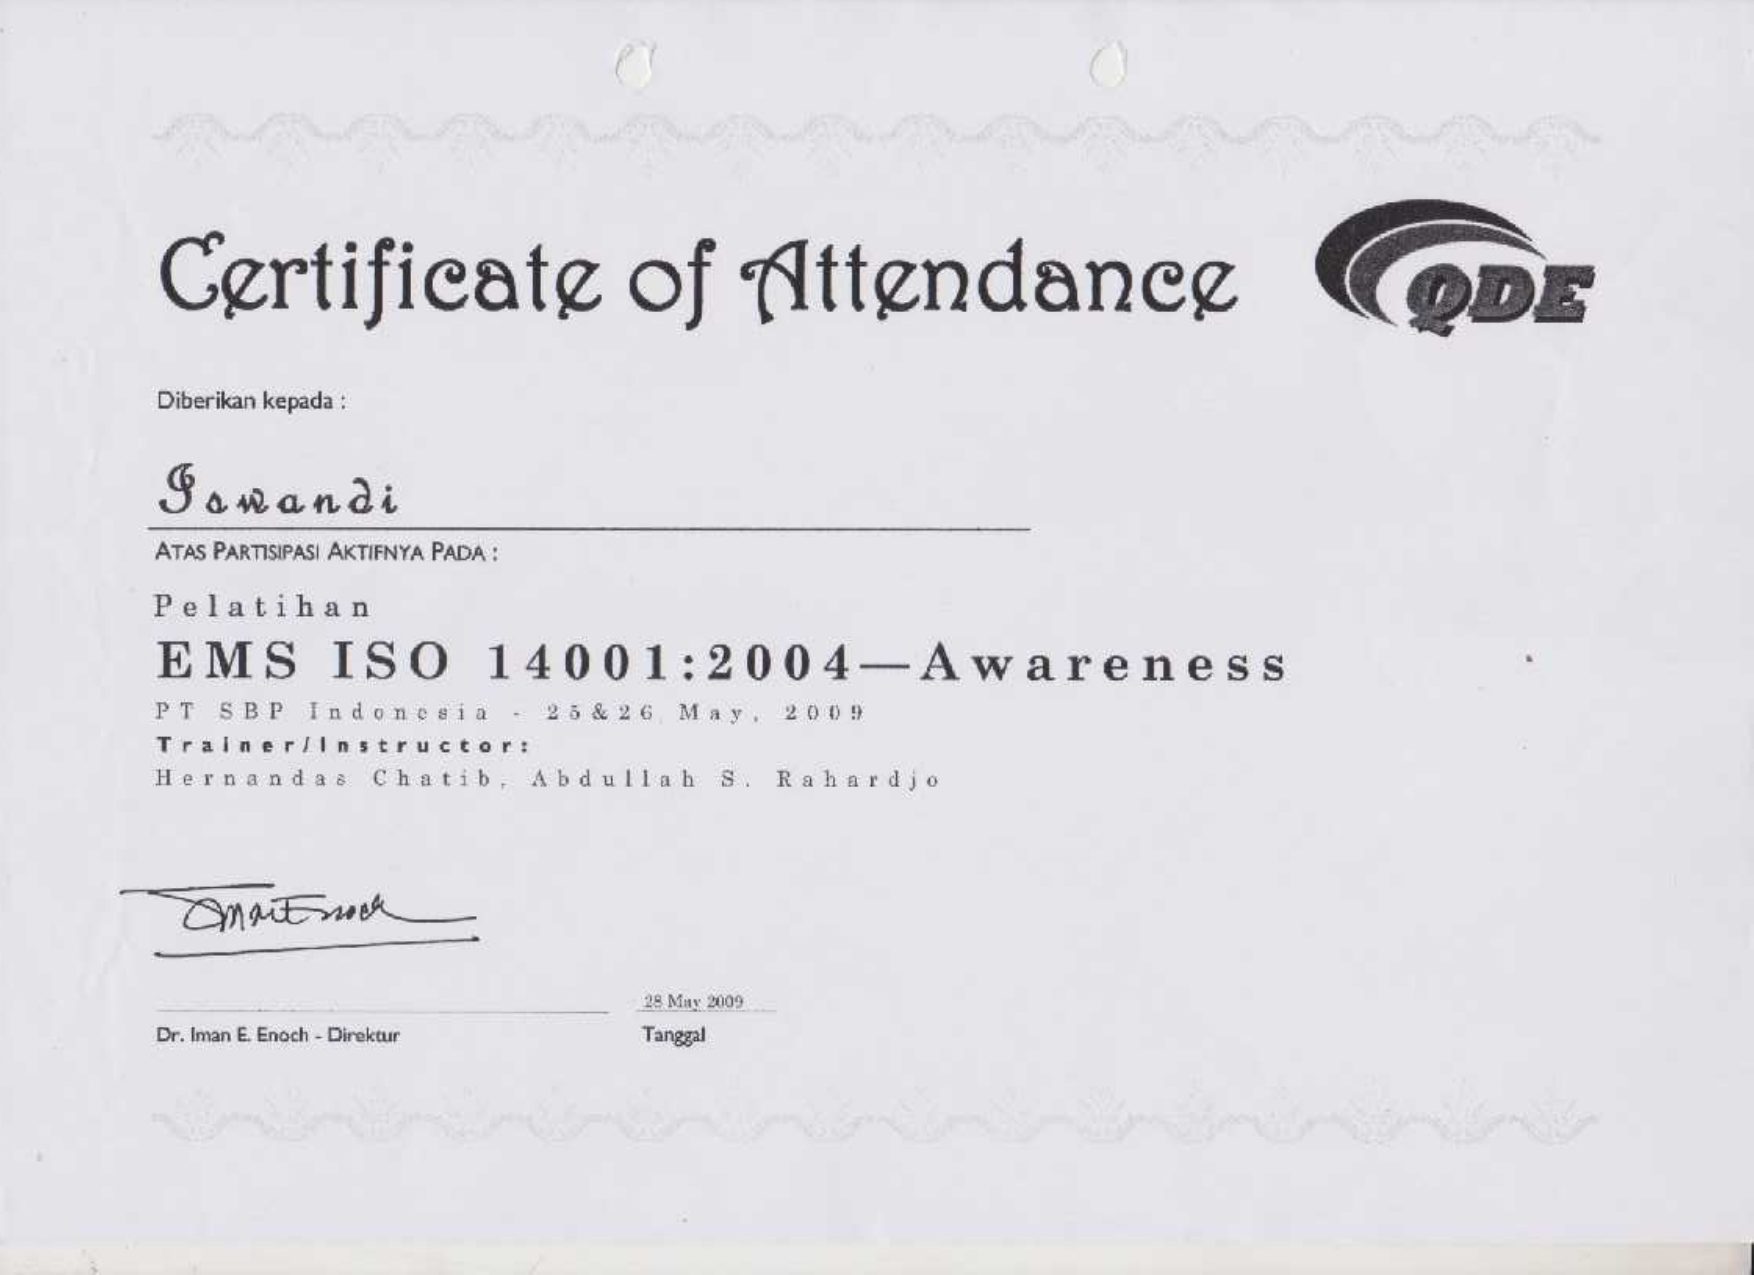 Certificate of Attendance
QDE
Diberikan kepada :
Iswandi
ATAS PARTISIPASI AKTIFNYA PADA :
Pelatihan
EMS ISO 14001:2004—Awareness
PT SBP Indonesia - 25&26 May, 2009
Trainer/Instructor:
Hernandas Chatib, Abdullah S. Rahardjo
28 May 2009
Dr. Iman E. Enoch - Direktur
Tanggal